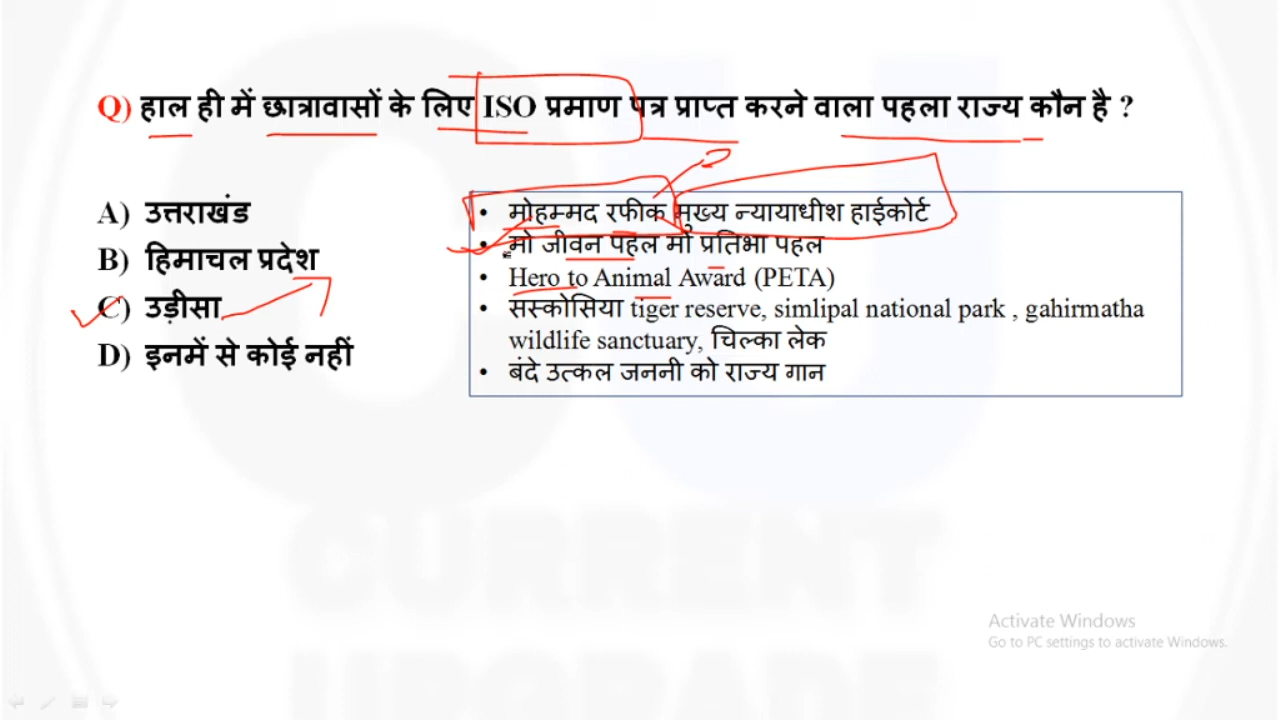 Q) हाल ही में छात्रावासों के लिए ISO प्रमाण पत्र प्राप्त करने वाला पहला राज्य कौन है ?
A) उत्तराखंड
B) हिमाचल प्रदेश
C) उड़ीसा
D) इनमें से कोई नहीं
• मोहम्मद रफीक मुख्य न्यायाधीश हाईकोर्ट
• मो जीवन पहल मो प्रतिभा पहल
• Hero to Animal Award (PETA)
• सस्कोसिया tiger reserve, simlipal national park , gahirmatha
wildlife sanctuary, चिल्का लेक
• बंदे उत्कल जननी को राज्य गान
CURRENT
UPGRADE
Activate Windows
Go to PC settings to activate Windows.